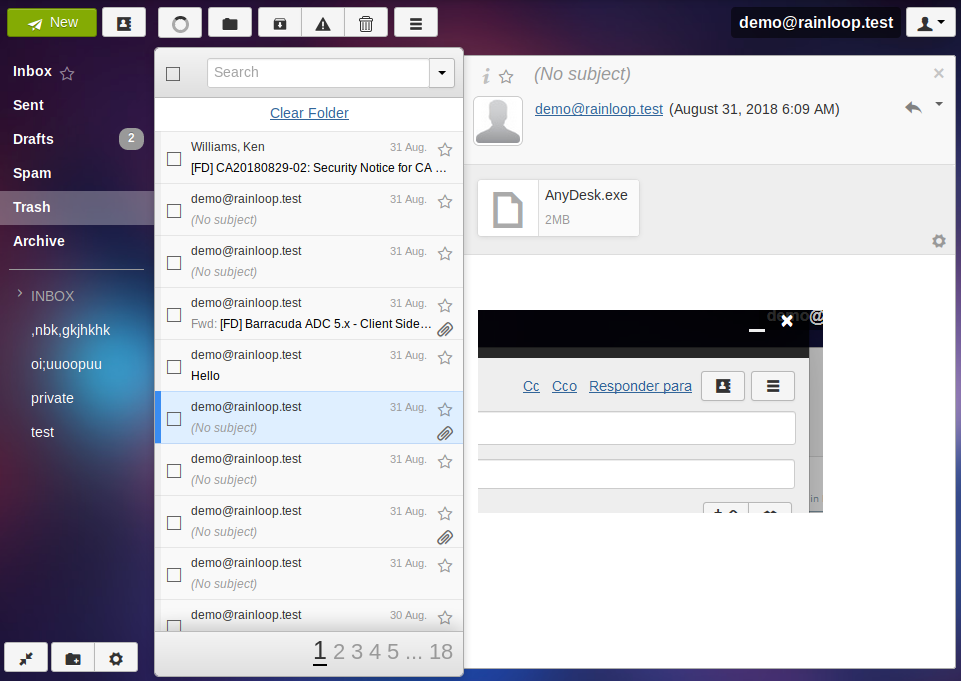 New
demo@rainloop.test
Inbox
Sent
Drafts 2
Spam
Trash
Archive
INBOX
,nbk,gkjhkhk
oi;uuoopuu
private
test
Search
Clear Folder
Williams, Ken 31 Aug.
[FD] CA20180829-02: Security Notice for CA ...
demo@rainloop.test 31 Aug.
(No subject)
demo@rainloop.test 31 Aug.
(No subject)
demo@rainloop.test 31 Aug.
Fwd: [FD] Barracuda ADC 5.x - Client Side...
demo@rainloop.test 31 Aug.
Hello
demo@rainloop.test 31 Aug.
(No subject)
demo@rainloop.test 31 Aug.
(No subject)
demo@rainloop.test 31 Aug.
(No subject)
demo@rainloop.test 31 Aug.
(No subject)
demo@rainloop.test 30 Aug.
1 2 3 4 5 ... 18
(No subject)
demo@rainloop.test (August 31, 2018 6:09 AM)
AnyDesk.exe
2MB
demo@
Cc Cco Responder para
in